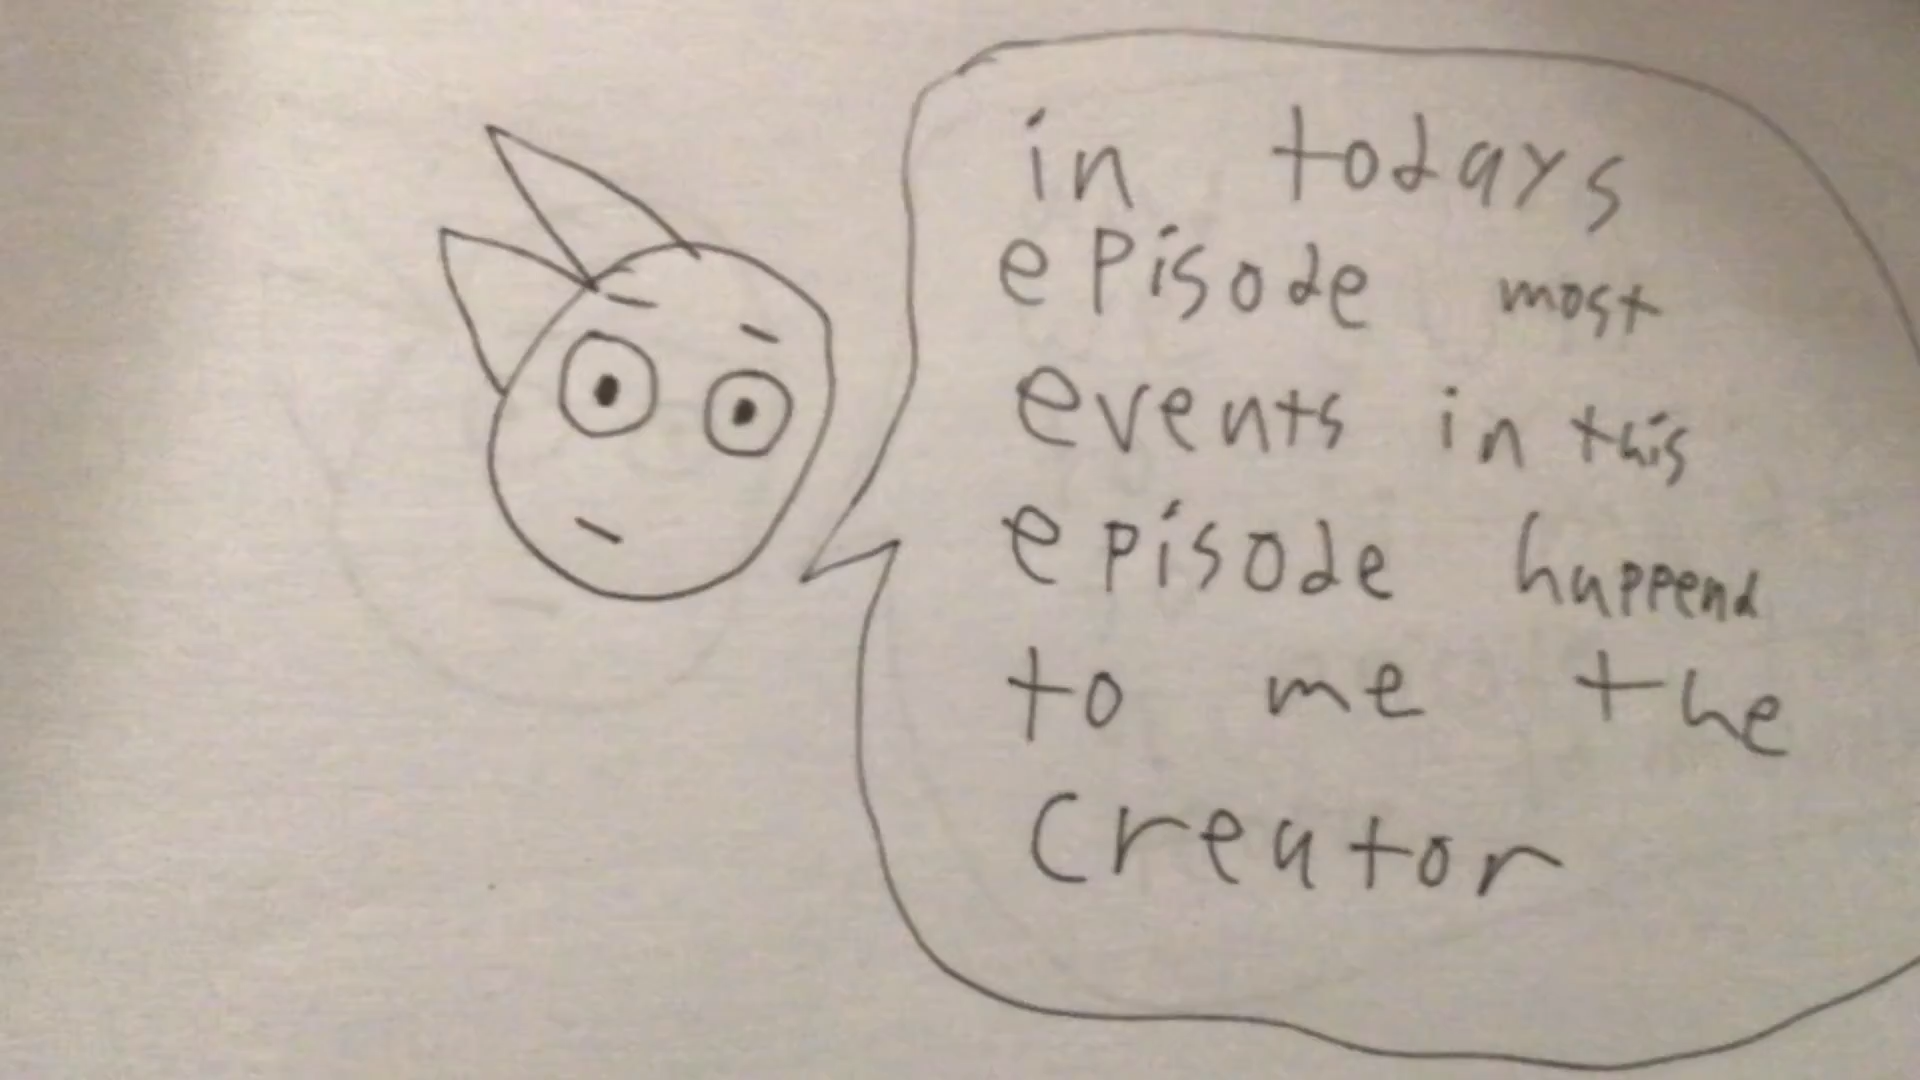 in todays
episode most
events in this
episode happend
to me the
creator